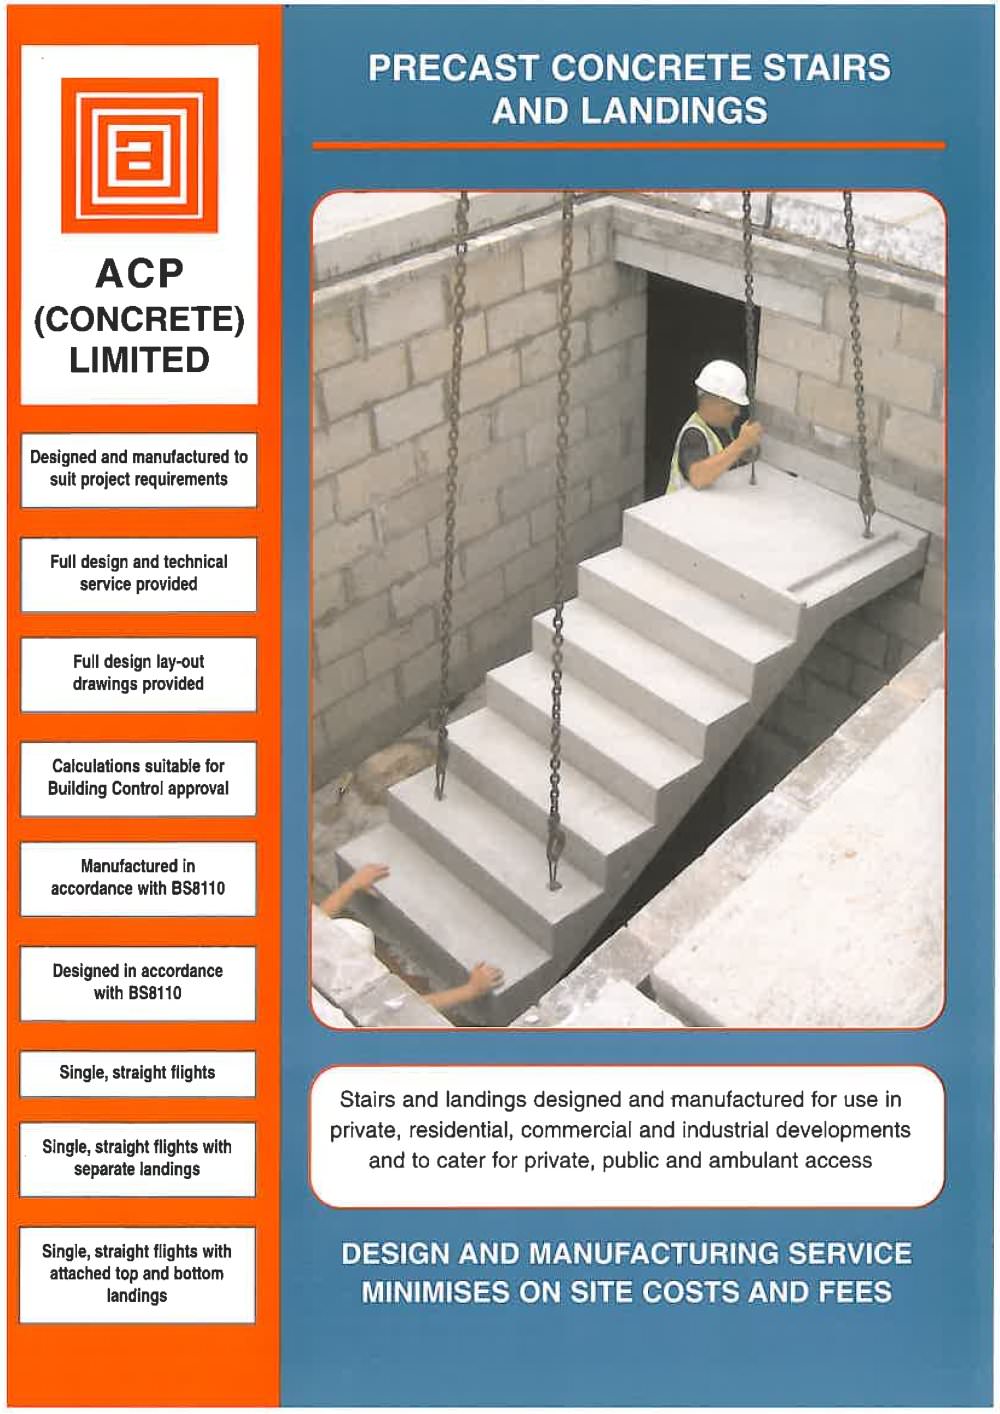 a
ACP
(CONCRETE)
LIMITED
Designed and manufactured to
suit project requirements
Full design and technical
service provided
Full design lay-out
drawings provided
Calculations suitable for
Building Control approval
Manufactured in
accordance with BS8110
Designed in accordance
with BS8110
Single, straight flights
Single, straight flights with
separate landings
Single, straight flights with
attached top and bottom
landings
PRECAST CONCRETE STAIRS
AND LANDINGS
Stairs and landings designed and manufactured for use in
private, residential, commercial and industrial developments
and to cater for private, public and ambulant access
DESIGN AND MANUFACTURING SERVICE
MINIMISES ON SITE COSTS AND FEES